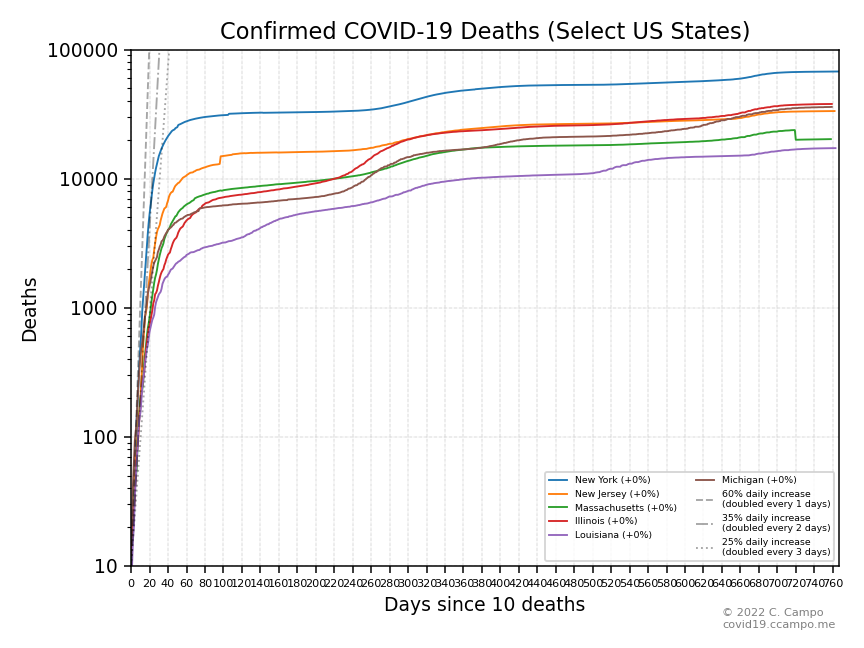 Confirmed COVID-19 Deaths (Select US States)
100000
10000
1000
100
10
Deaths
New York (+0%)
New Jersey (+0%)
Massachusetts (+0%)
Illinois (+0%)
Louisiana (+0%)
Michigan (+0%)
60% daily increase
(doubled every 1 days)
35% daily increase
(doubled every 2 days)
25% daily increase
(doubled every 3 days)
0 20 40 60 80 100 120 140 160 180 200 220 240 260 280 300 320 340 360 380 400 420 440 460 480 500 520 540 560 580 600 620 640 660 680 700 720 740 760
Days since 10 deaths
© 2022 C. Campo
covid19.ccampo.me